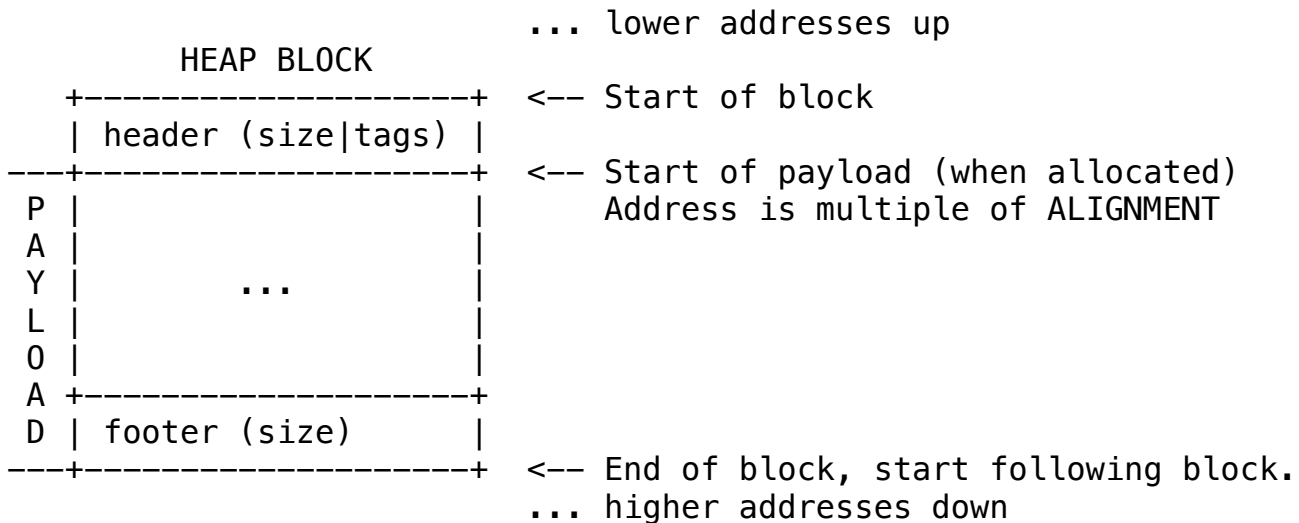 ... lower addresses up
HEAP BLOCK
+--------------------+ <-- Start of block
| header (size|tags) |
---+--------------------+ <-- Start of payload (when allocated)
P | | Address is multiple of ALIGNMENT
A | |
Y | ... |
L | |
O | |
A +--------------------+
D | footer (size) |
---+--------------------+ <-- End of block, start following block.
... higher addresses down